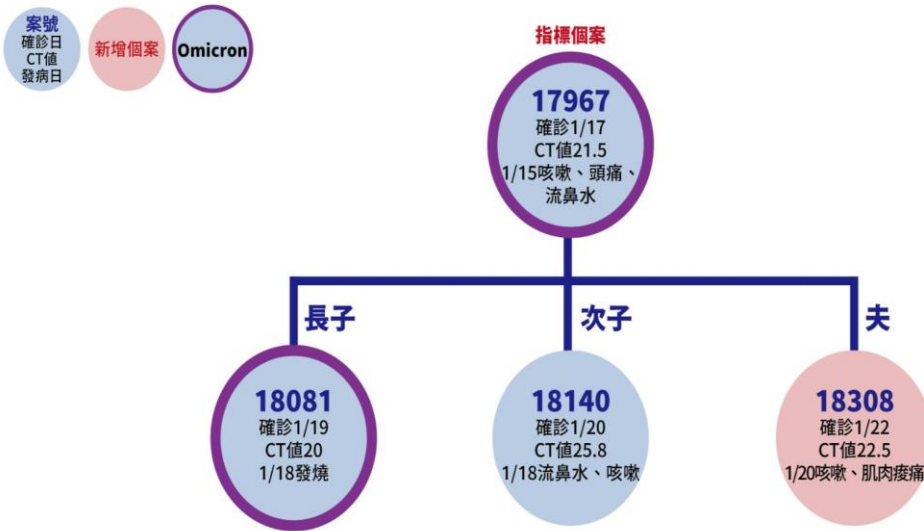 案號
確診日
CT值
發病日
新增個案
Omicron
指標個案
17967
確診1/17
CT值21.5
1/15咳嗽、頭痛、
流鼻水
長子
次子
夫
18081
確診1/19
CT值20
1/18發燒
18140
確診1/20
CT值25.8
1/18流鼻水、咳嗽
18308
確診1/22
CT值22.5
1/20咳嗽、肌肉痠痛